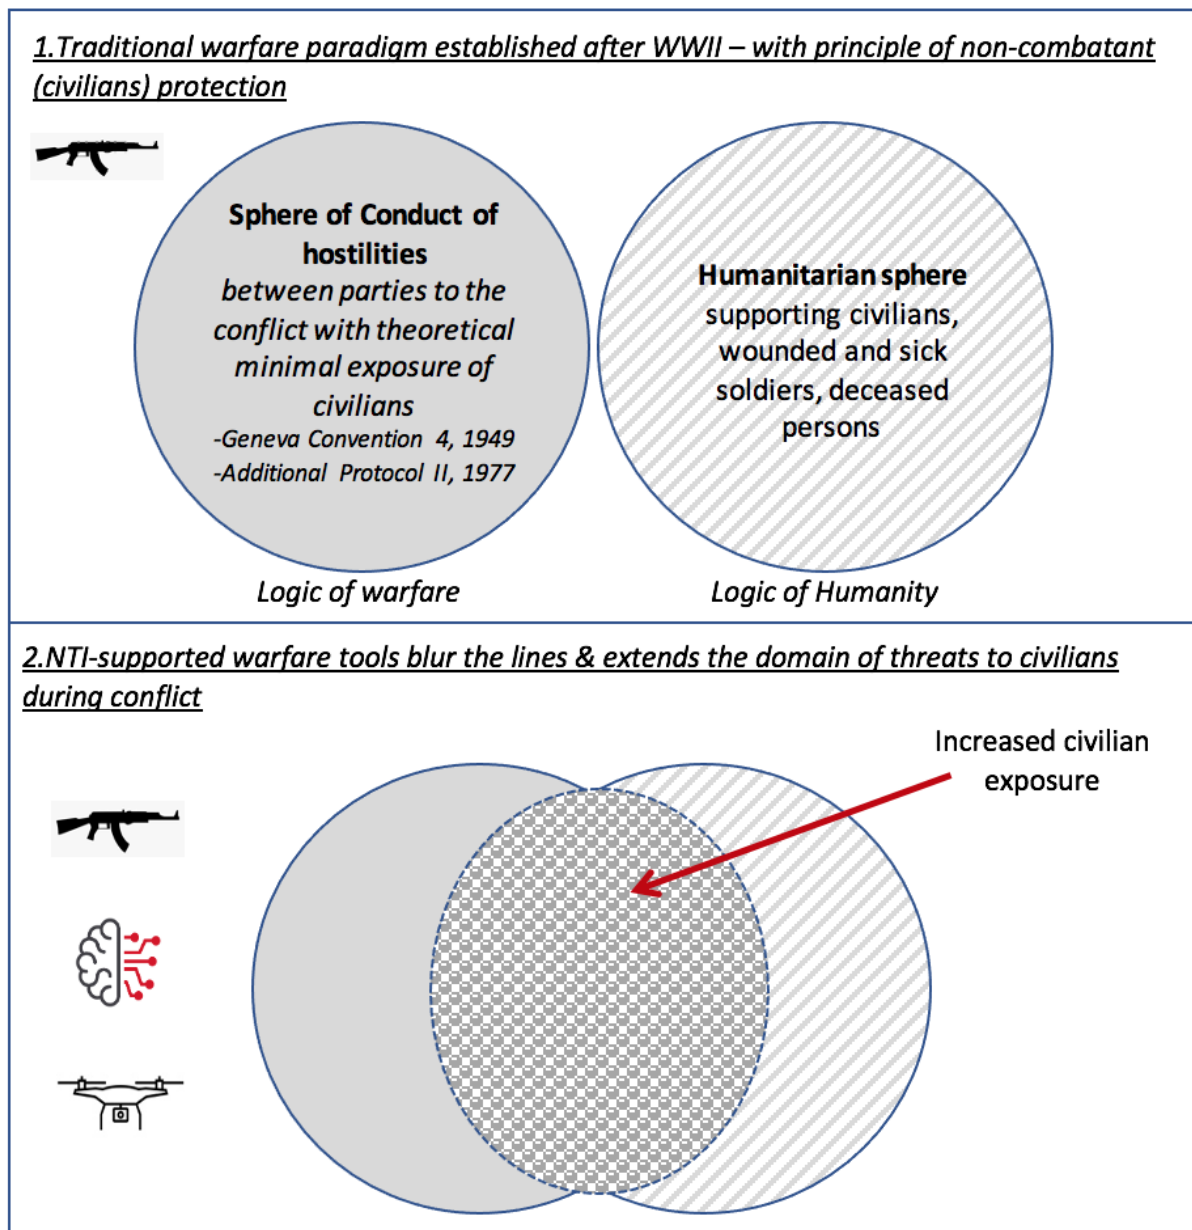 1.Traditional warfare paradigm established after WWII – with principle of non-combatant
(civilians) protection
Sphere of Conduct of
hostilities
between parties to the
conflict with theoretical
minimal exposure of
civilians
-Geneva Convention 4, 1949
-Additional Protocol II, 1977
Humanitarian sphere
supporting civilians,
wounded and sick
soldiers, deceased
persons
Logic of warfare
Logic of Humanity
2.NTI-supported warfare tools blur the lines & extends the domain of threats to civilians
during conflict
Increased civilian
exposure